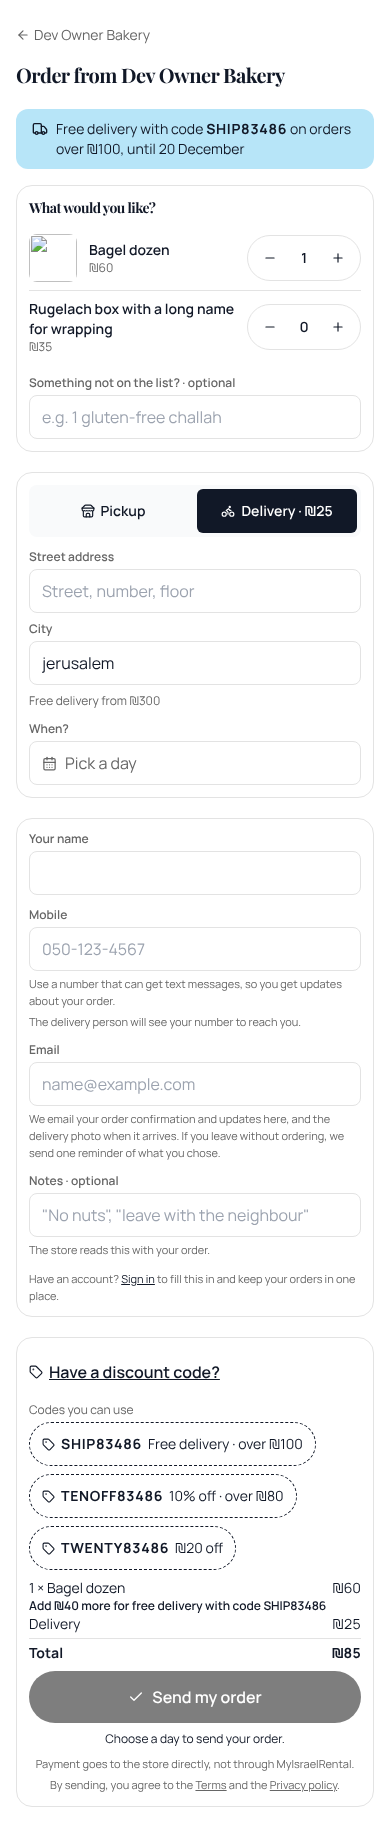 ← Dev Owner Bakery
Order from Dev Owner Bakery
Free delivery with code SHIP83486 on orders
over ₪100, until 20 December
What would you like?
Bagel dozen
₪60
− 1 +
Rugelach box with a long name
for wrapping
₪35
− 0 +
Something not on the list? · optional
e.g. 1 gluten-free challah
Pickup
Delivery · ₪25
Street address
Street, number, floor
City
jerusalem
Free delivery from ₪300
When?
Pick a day
Your name
Mobile
050-123-4567
Use a number that can get text messages, so you get updates
about your order.
The delivery person will see your number to reach you.
Email
name@example.com
We email your order confirmation and updates here, and the
delivery photo when it arrives. If you leave without ordering, we
send one reminder of what you chose.
Notes · optional
"No nuts", "leave with the neighbour"
The store reads this with your order.
Have an account? Sign in to fill this in and keep your orders in one
place.
Have a discount code?
Codes you can use
SHIP83486 Free delivery · over ₪100
TENOFF83486 10% off · over ₪80
TWENTY83486 ₪20 off
1 × Bagel dozen ₪60
Add ₪40 more for free delivery with code SHIP83486
Delivery ₪25
Total ₪85
Send my order
Choose a day to send your order.
Payment goes to the store directly, not through MyIsraelRental.
By sending, you agree to the Terms and the Privacy policy.